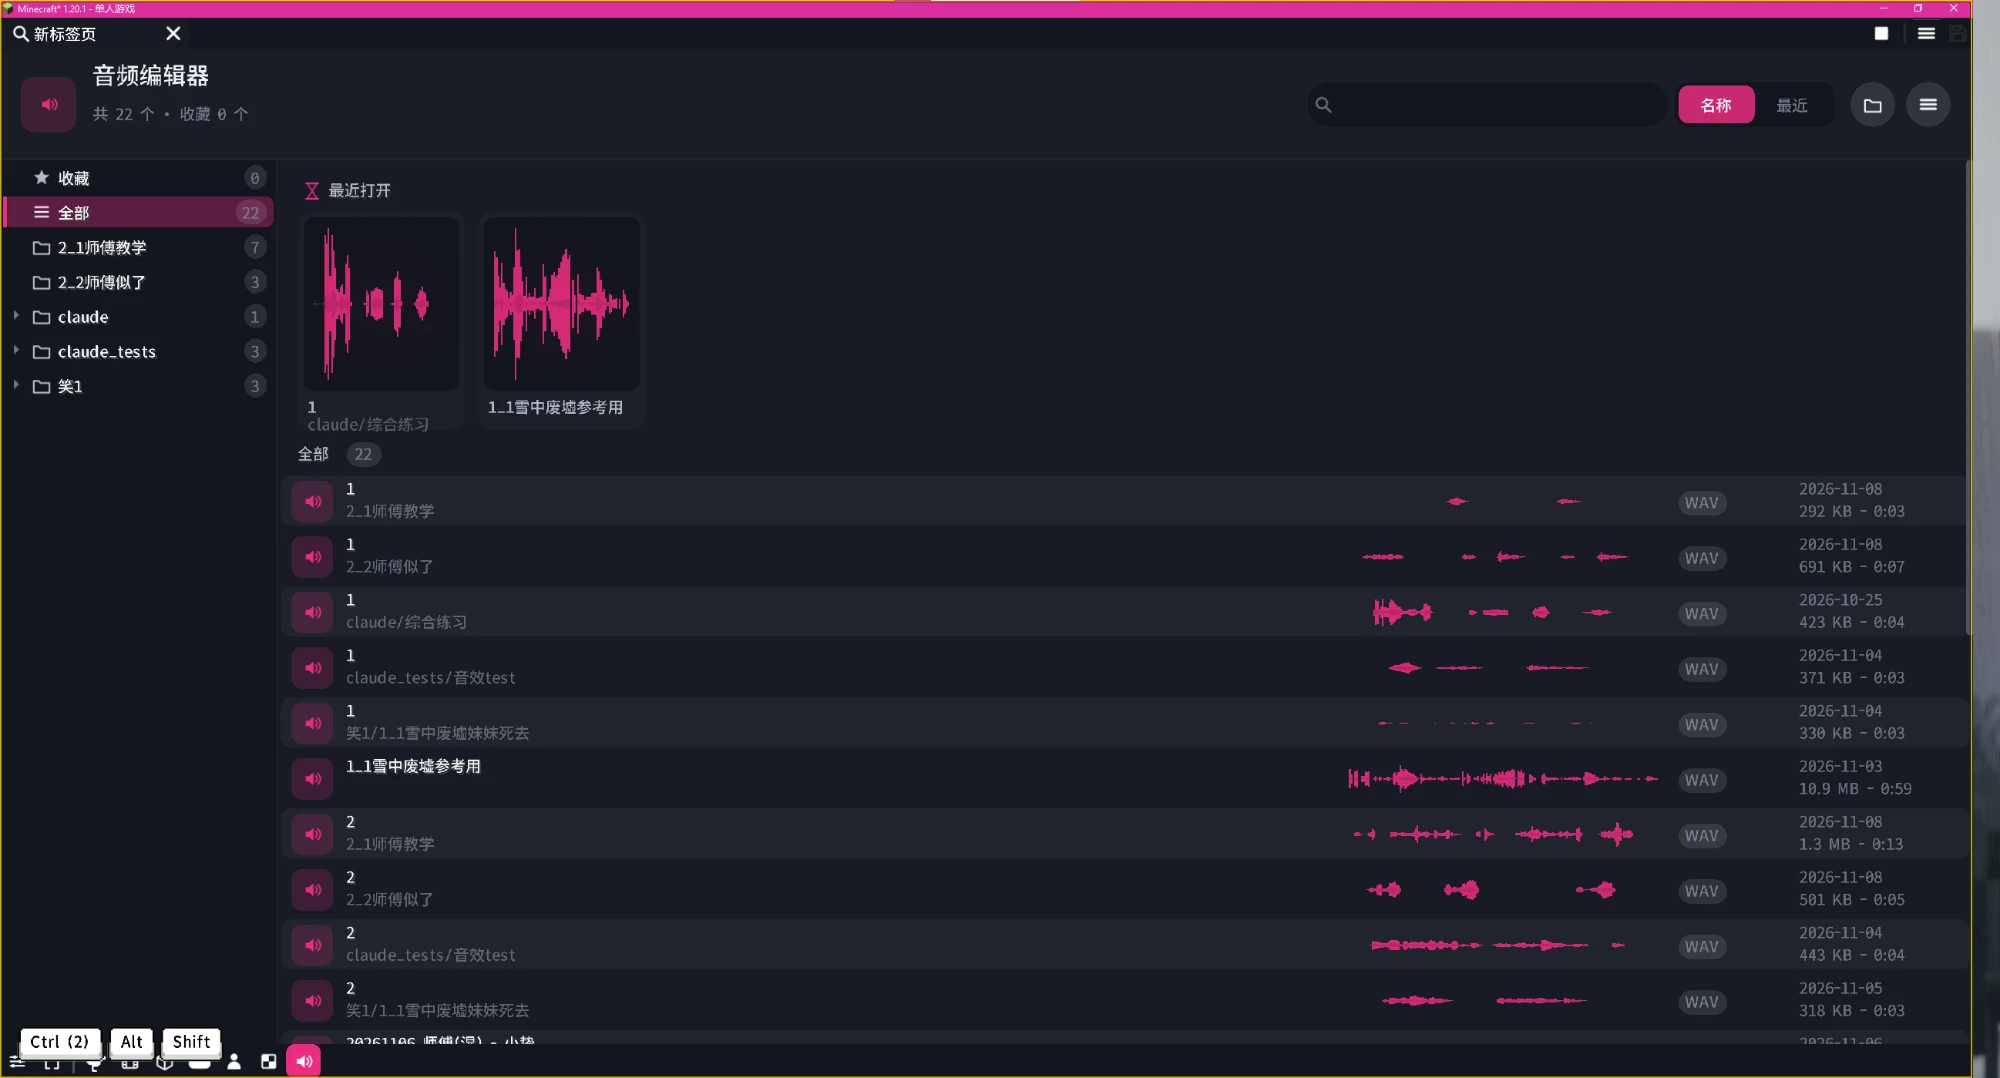 Minecraft* 1.20.1 - 单人游戏
新标签页
音频编辑器
共 22 个 • 收藏 0 个
名称
最近
收藏 0
全部 22
2_1师傅教学 7
2_2师傅似了 3
claude 1
claude_tests 3
笑1 3
最近打开
1
claude/综合练习
1_1雪中废墟参考用
全部 22
1
2_1师傅教学
WAV
2026-11-08
292 KB - 0:03
1
2_2师傅似了
WAV
2026-11-08
691 KB - 0:07
1
claude/综合练习
WAV
2026-10-25
423 KB - 0:04
1
claude_tests/音效test
WAV
2026-11-04
371 KB - 0:03
1
笑1/1_1雪中废墟妹妹死去
WAV
2026-11-04
330 KB - 0:03
1_1雪中废墟参考用
WAV
2026-11-03
10.9 MB - 0:59
2
2_1师傅教学
WAV
2026-11-08
1.3 MB - 0:13
2
2_2师傅似了
WAV
2026-11-08
501 KB - 0:05
2
claude_tests/音效test
WAV
2026-11-04
443 KB - 0:04
2
笑1/1_1雪中废墟妹妹死去
WAV
2026-11-05
318 KB - 0:03
20261106 师傅
2026-11-06
Ctrl (2)
Alt
Shift